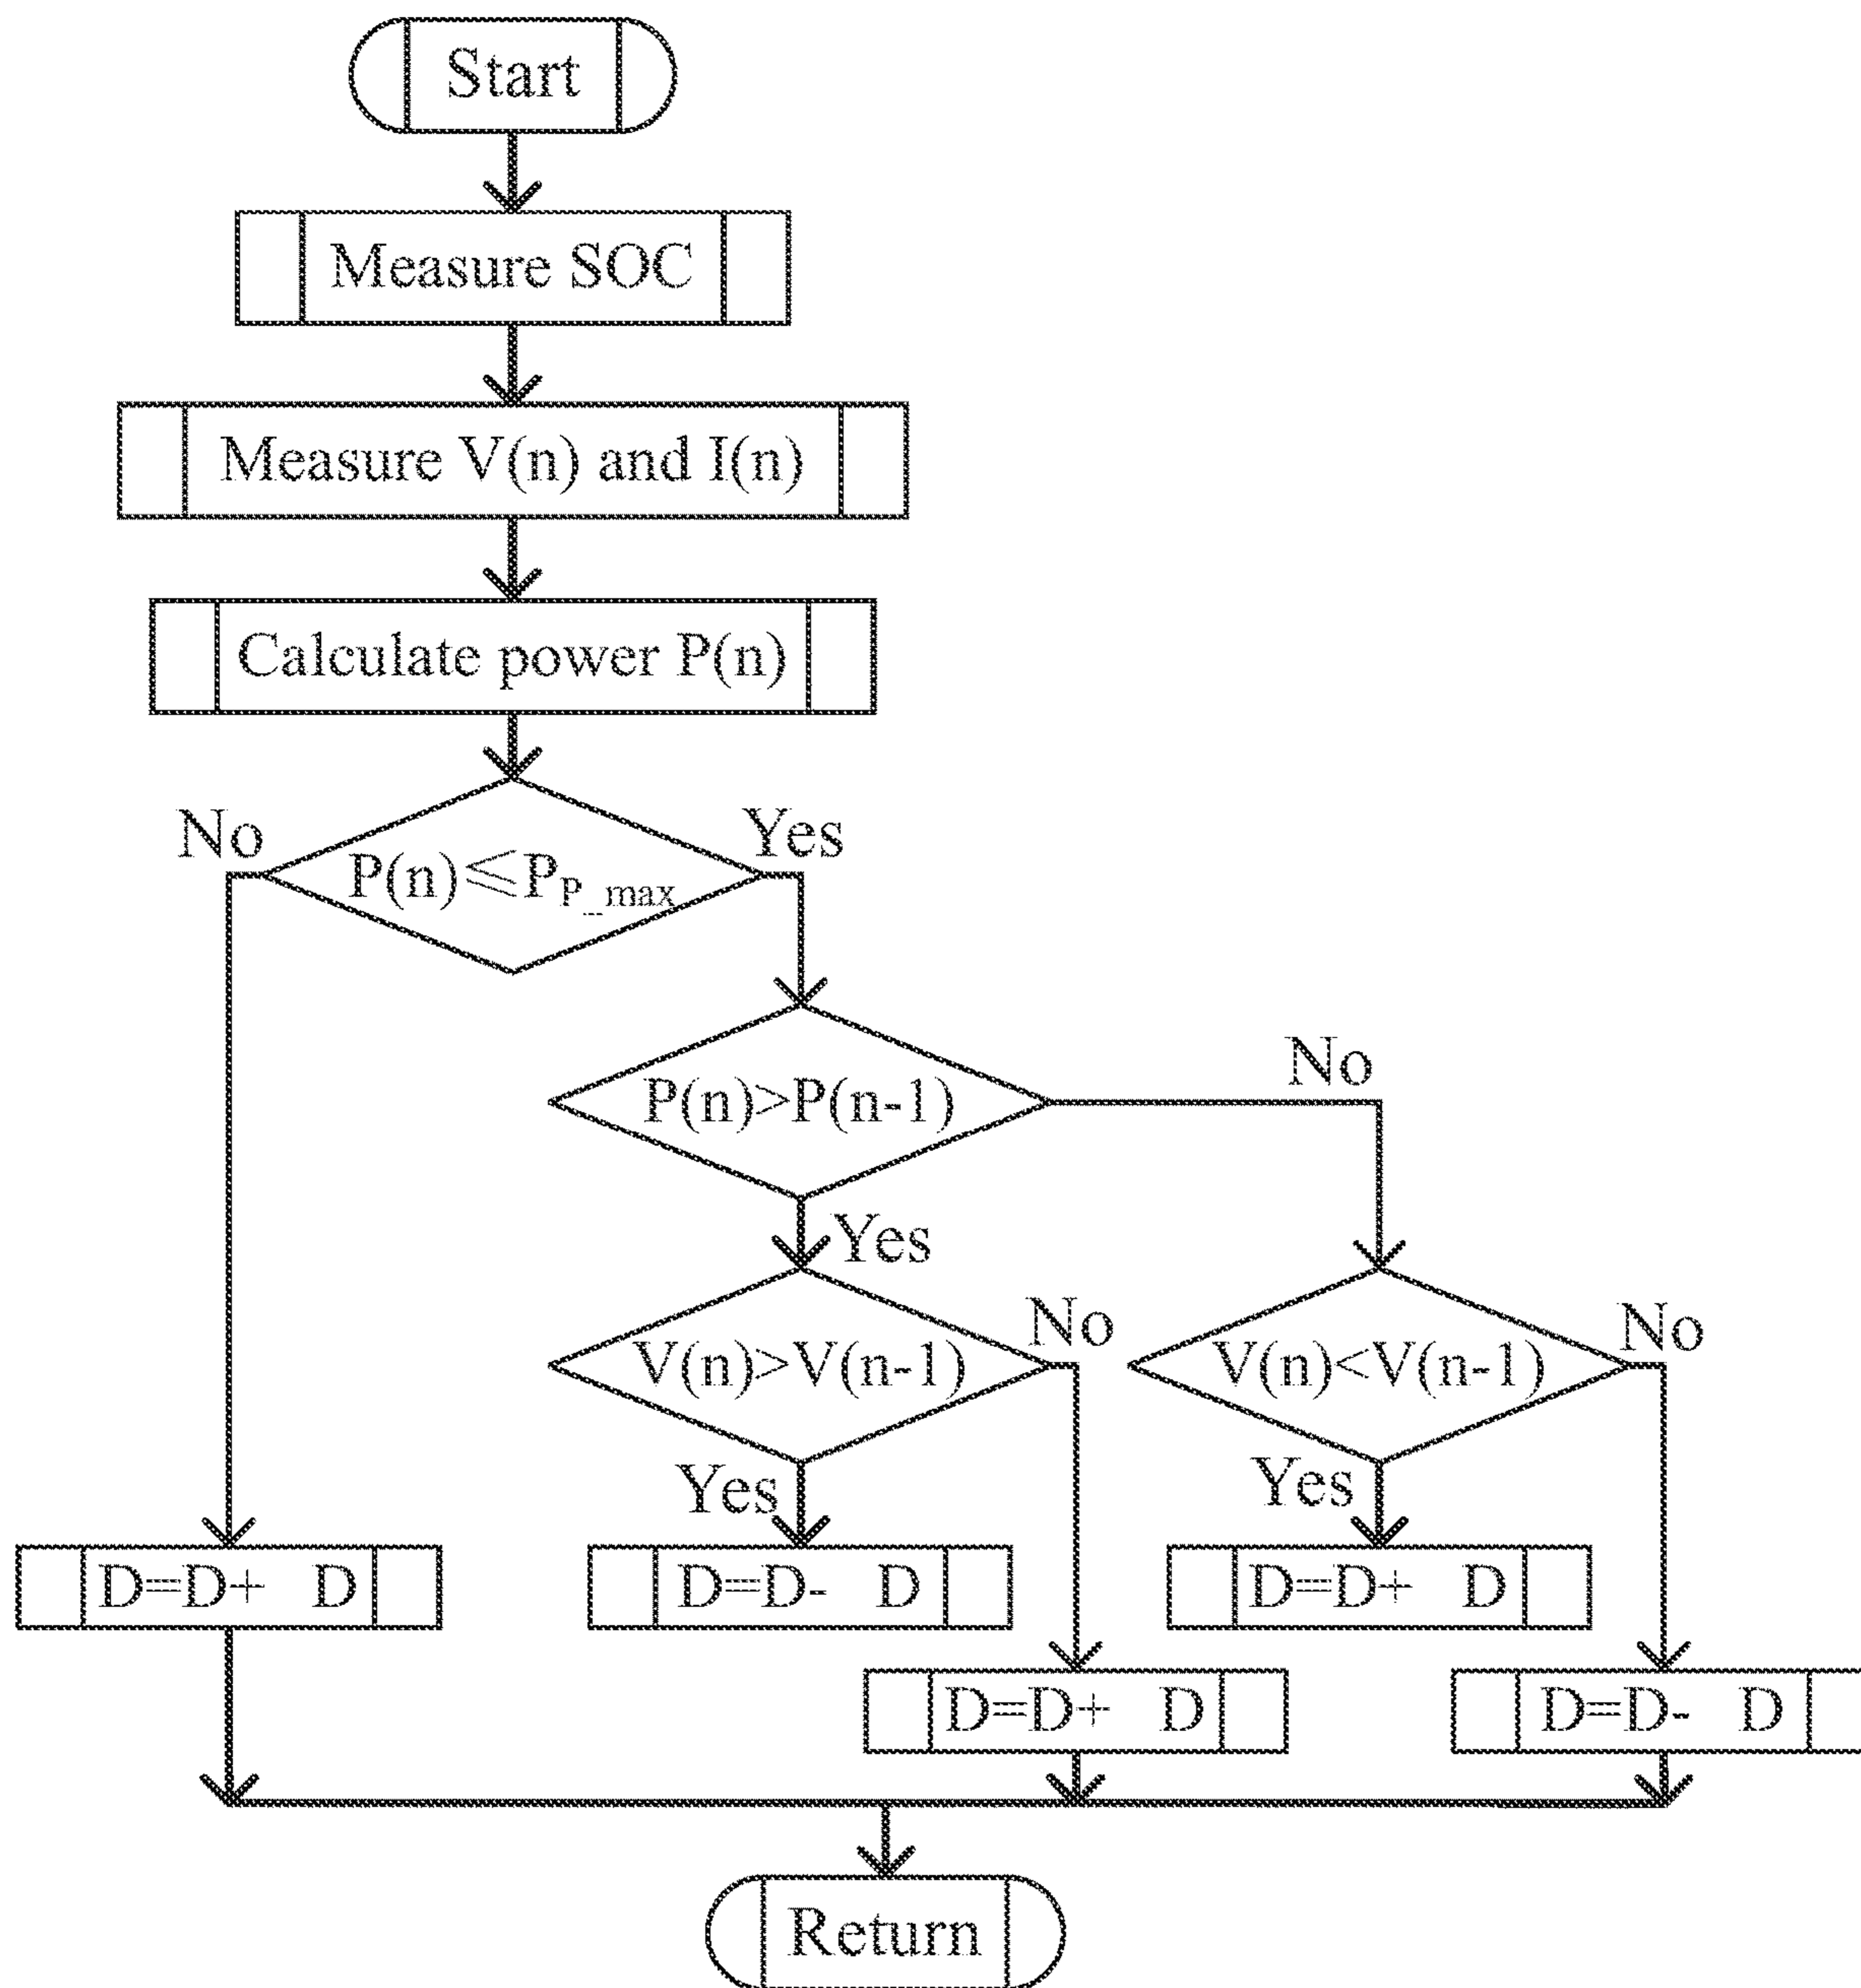 Start
Measure SOC
Measure V(n) and I(n)
Calculate power P(n)
No
Yes
P(n)≤P_P_max
P(n)>P(n-1)
No
Yes
V(n)>V(n-1)
No
V(n)<V(n-1)
No
Yes
Yes
D=D+ D
D=D- D
D=D+ D
D=D+ D
D=D- D
Return